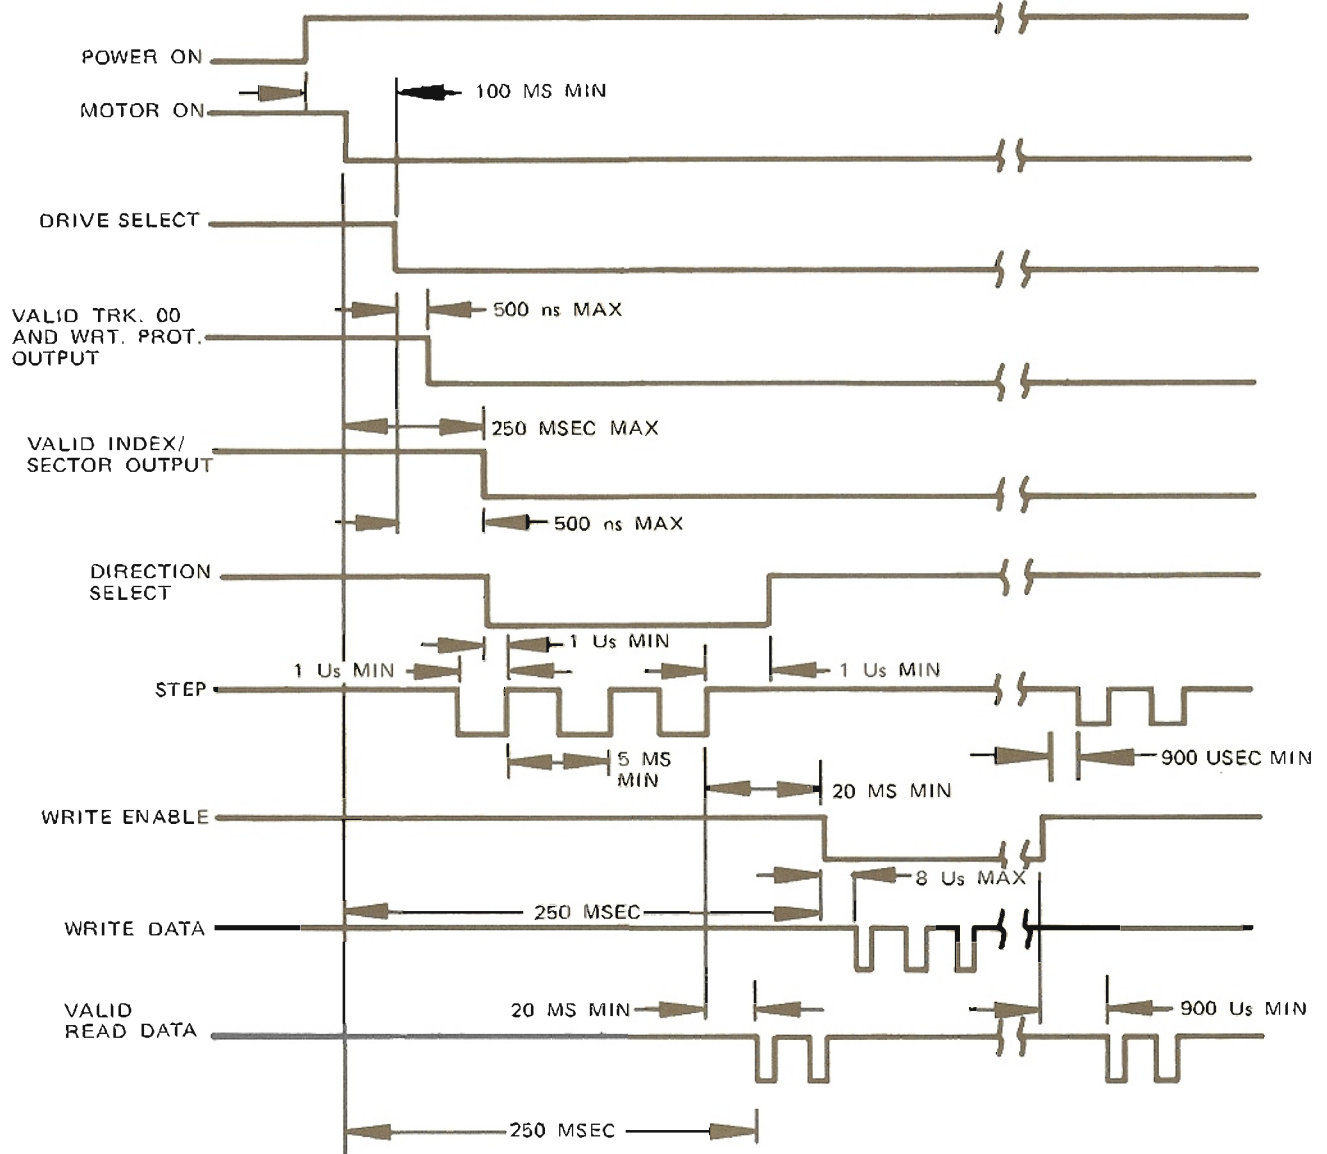 POWER ON
100 MS MIN
MOTOR ON
DRIVE SELECT
500 ns MAX
VALID TRK. 00
AND WRT. PROT.
OUTPUT
250 MSEC MAX
VALID INDEX/
SECTOR OUTPUT
500 ns MAX
DIRECTION
SELECT
1 Us MIN
1 Us MIN
1 Us MIN
STEP
5 MS
MIN
900 USEC MIN
20 MS MIN
WRITE ENABLE
8 Us MAX
250 MSEC
WRITE DATA
20 MS MIN
900 Us MIN
VALID
READ DATA
250 MSEC